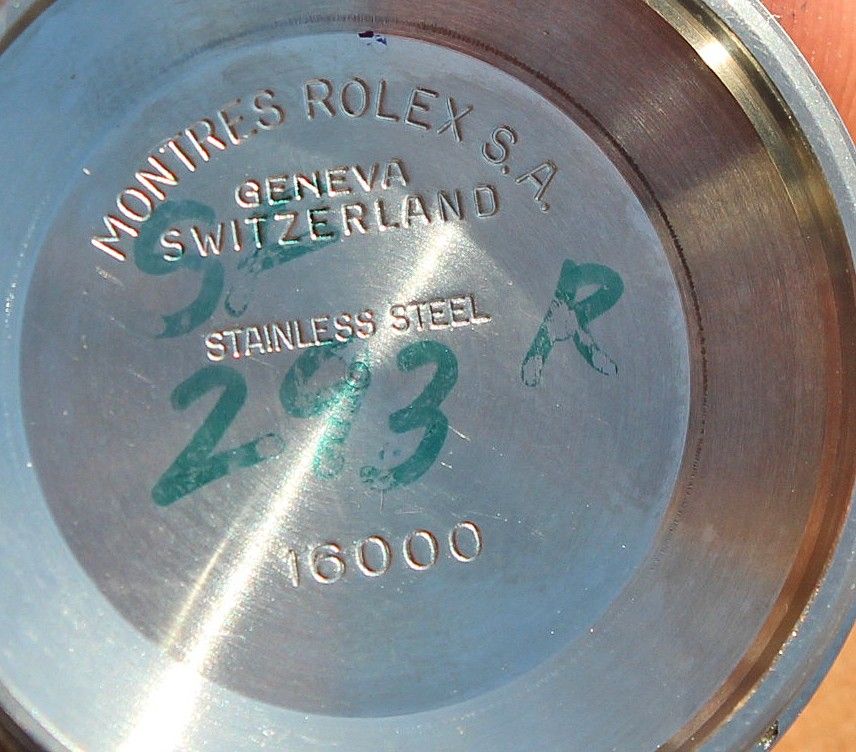 MONTRES ROLEX S.A.
GENEVA
SWITZERLAND
R
STAINLESS STEEL
293
16000